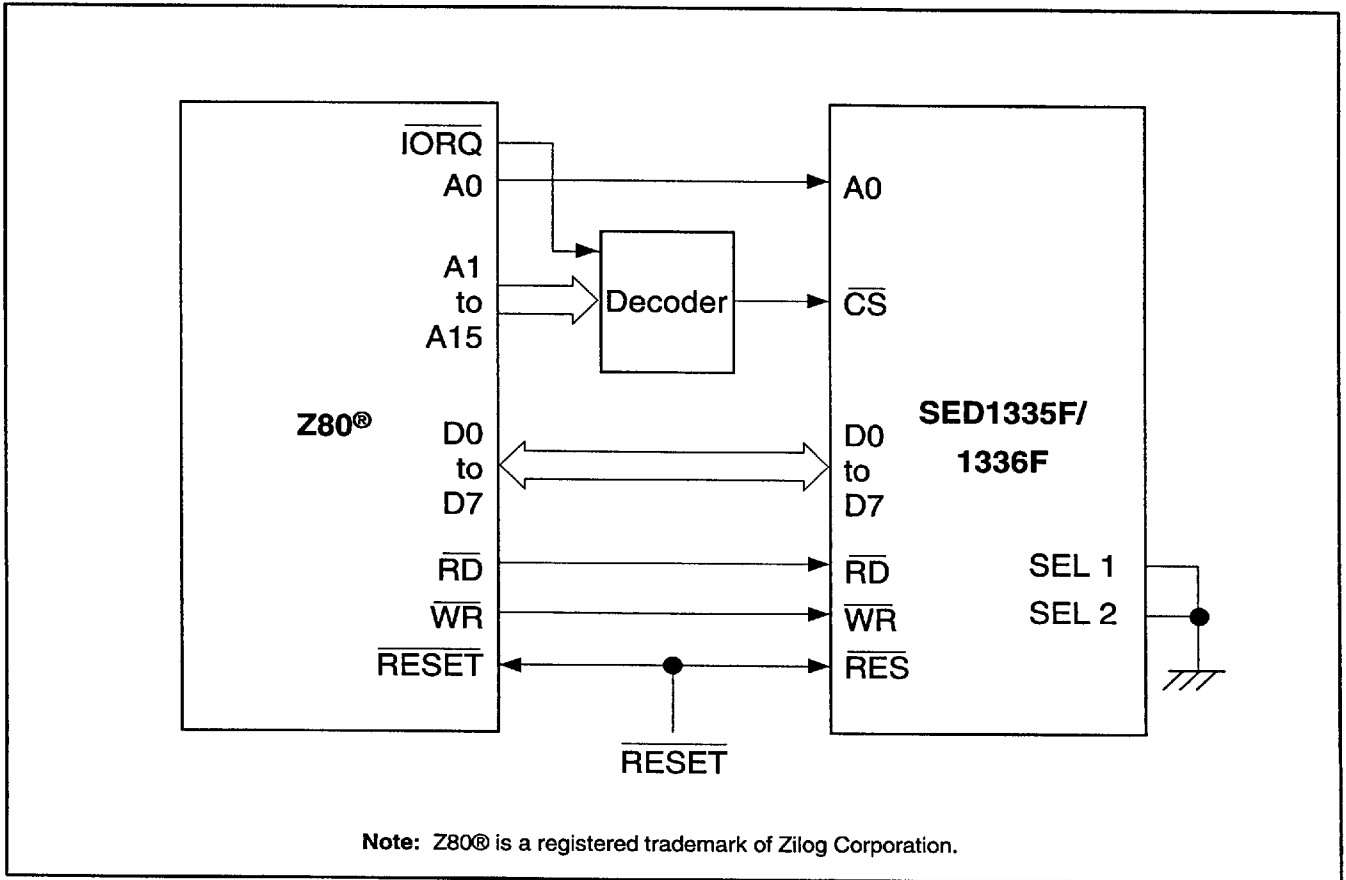 IORQ
A0
A1
to
A15
Z80®
D0
to
D7
RD
WR
RESET
Decoder
RESET
A0
CS
SED1335F/
1336F
D0
to
D7
RD
WR
RES
SEL 1
SEL 2
Note: Z80® is a registered trademark of Zilog Corporation.